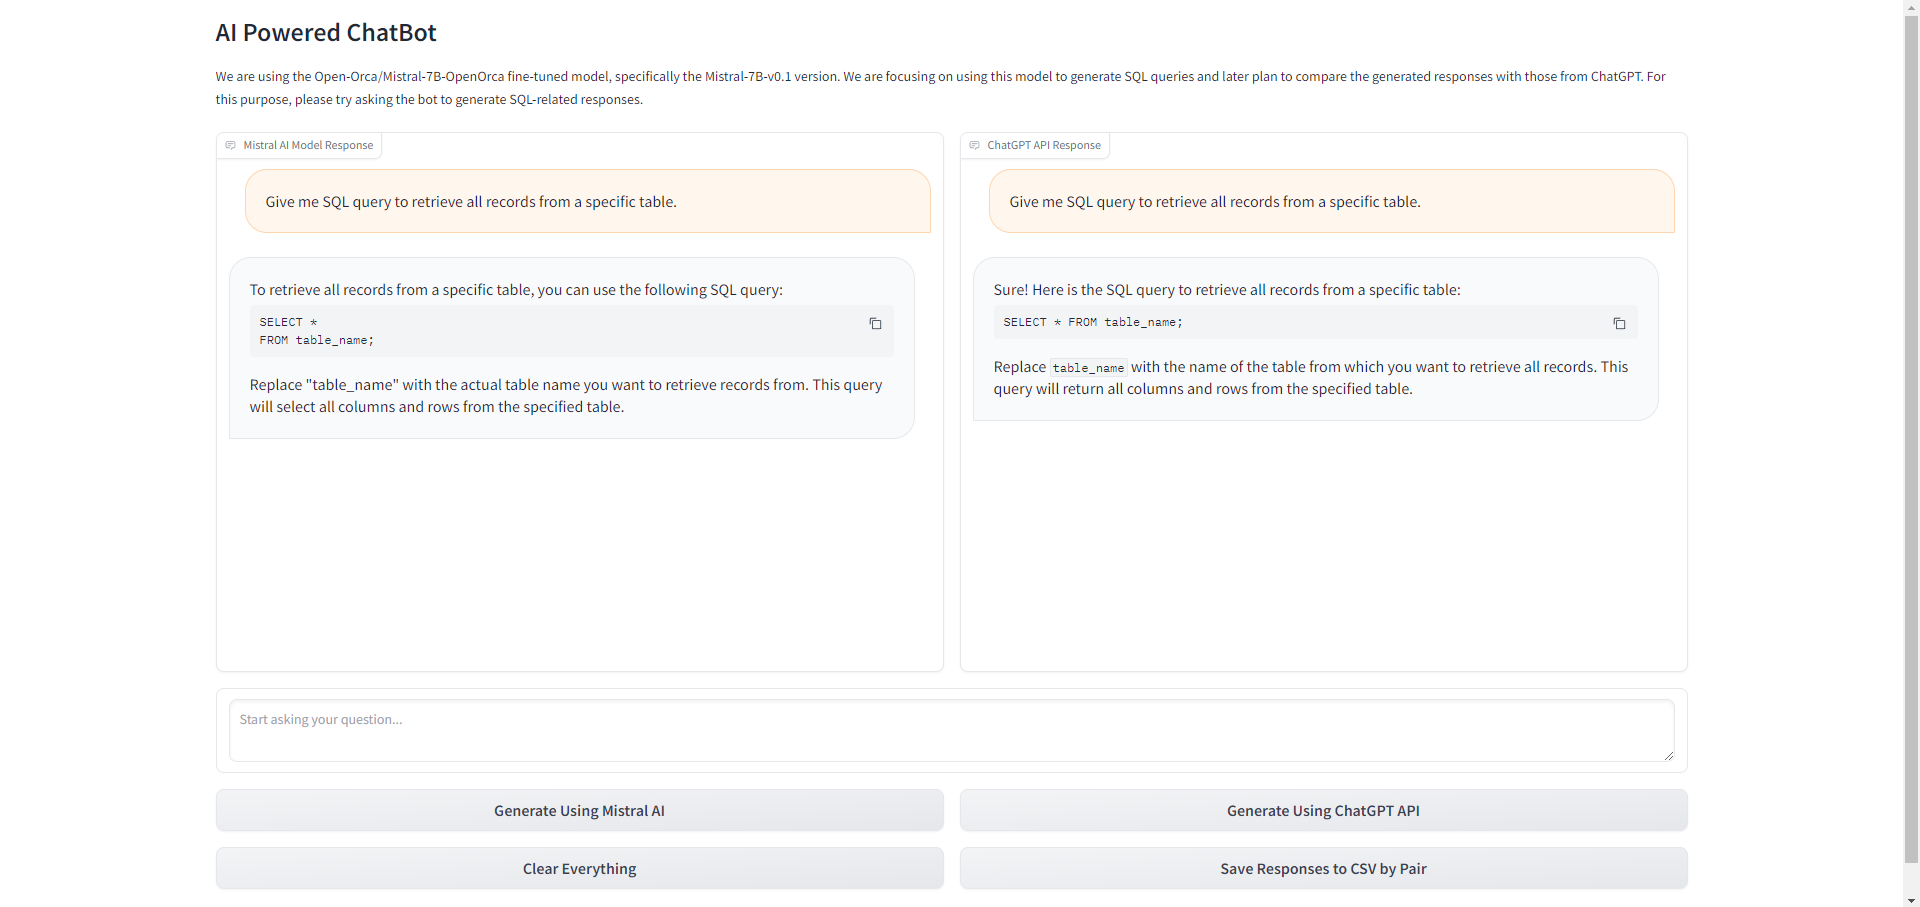 AI Powered ChatBot
We are using the Open-Orca/Mistral-7B-OpenOrca fine-tuned model, specifically the Mistral-7B-v0.1 version. We are focusing on using this model to generate SQL queries and later plan to compare the generated responses with those from ChatGPT. For
this purpose, please try asking the bot to generate SQL-related responses.
Mistral AI Model Response
Give me SQL query to retrieve all records from a specific table.
To retrieve all records from a specific table, you can use the following SQL query:
SELECT *
FROM table_name;
Replace "table_name" with the actual table name you want to retrieve records from. This query
will select all columns and rows from the specified table.
ChatGPT API Response
Give me SQL query to retrieve all records from a specific table.
Sure! Here is the SQL query to retrieve all records from a specific table:
SELECT * FROM table_name;
Replace table_name with the name of the table from which you want to retrieve all records. This
query will return all columns and rows from the specified table.
Start asking your question...
Generate Using Mistral AI
Generate Using ChatGPT API
Clear Everything
Save Responses to CSV by Pair